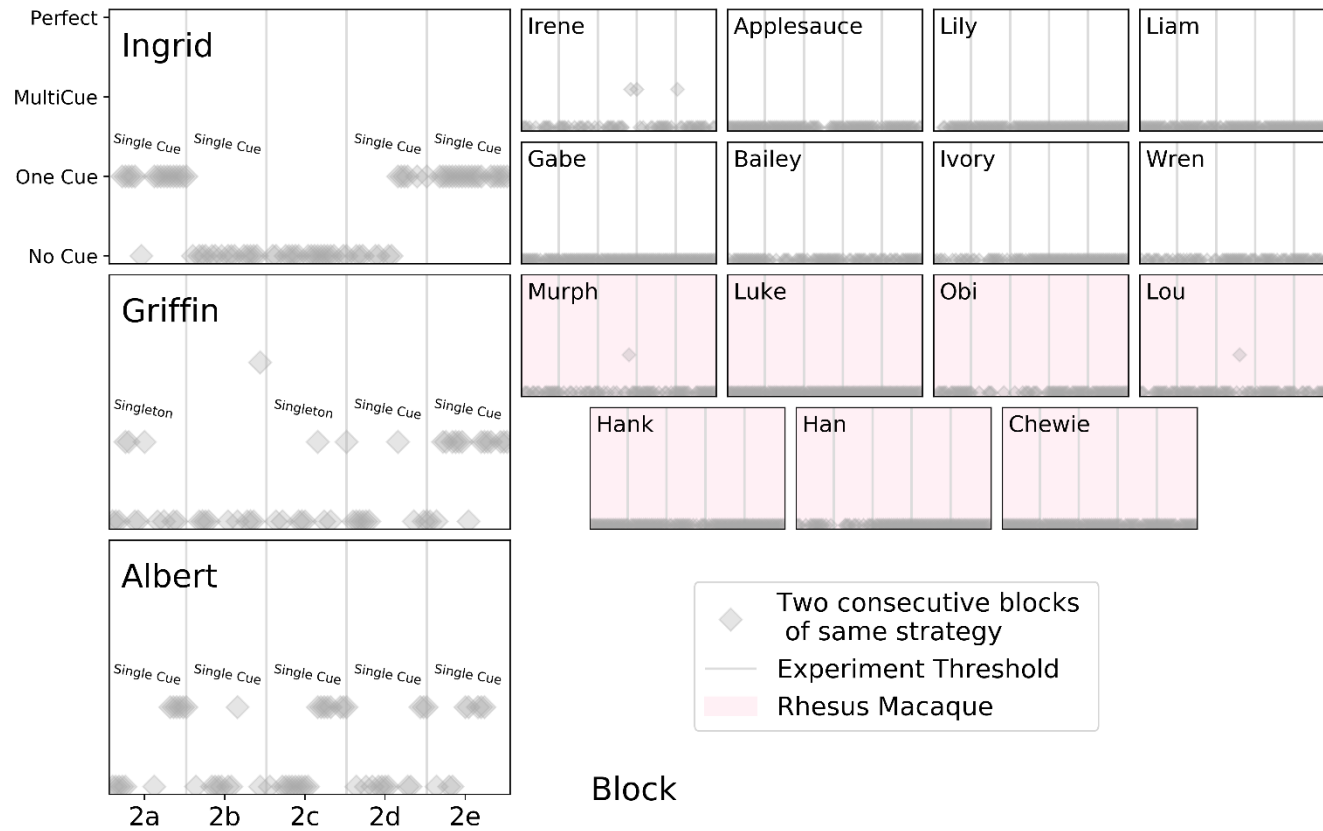 Perfect
MultiCue
One Cue
No Cue
Ingrid
Single Cue
Single Cue
Single Cue
Single Cue
Irene
Applesauce
Lily
Liam
Gabe
Bailey
Ivory
Wren
Griffin
Singleton
Singleton
Single Cue
Single Cue
Murph
Luke
Obi
Lou
Hank
Han
Chewie
Albert
Single Cue
Single Cue
Single Cue
Single Cue
Single Cue
2a
2b
2c
2d
2e
Two consecutive blocks
of same strategy
Experiment Threshold
Rhesus Macaque
Block